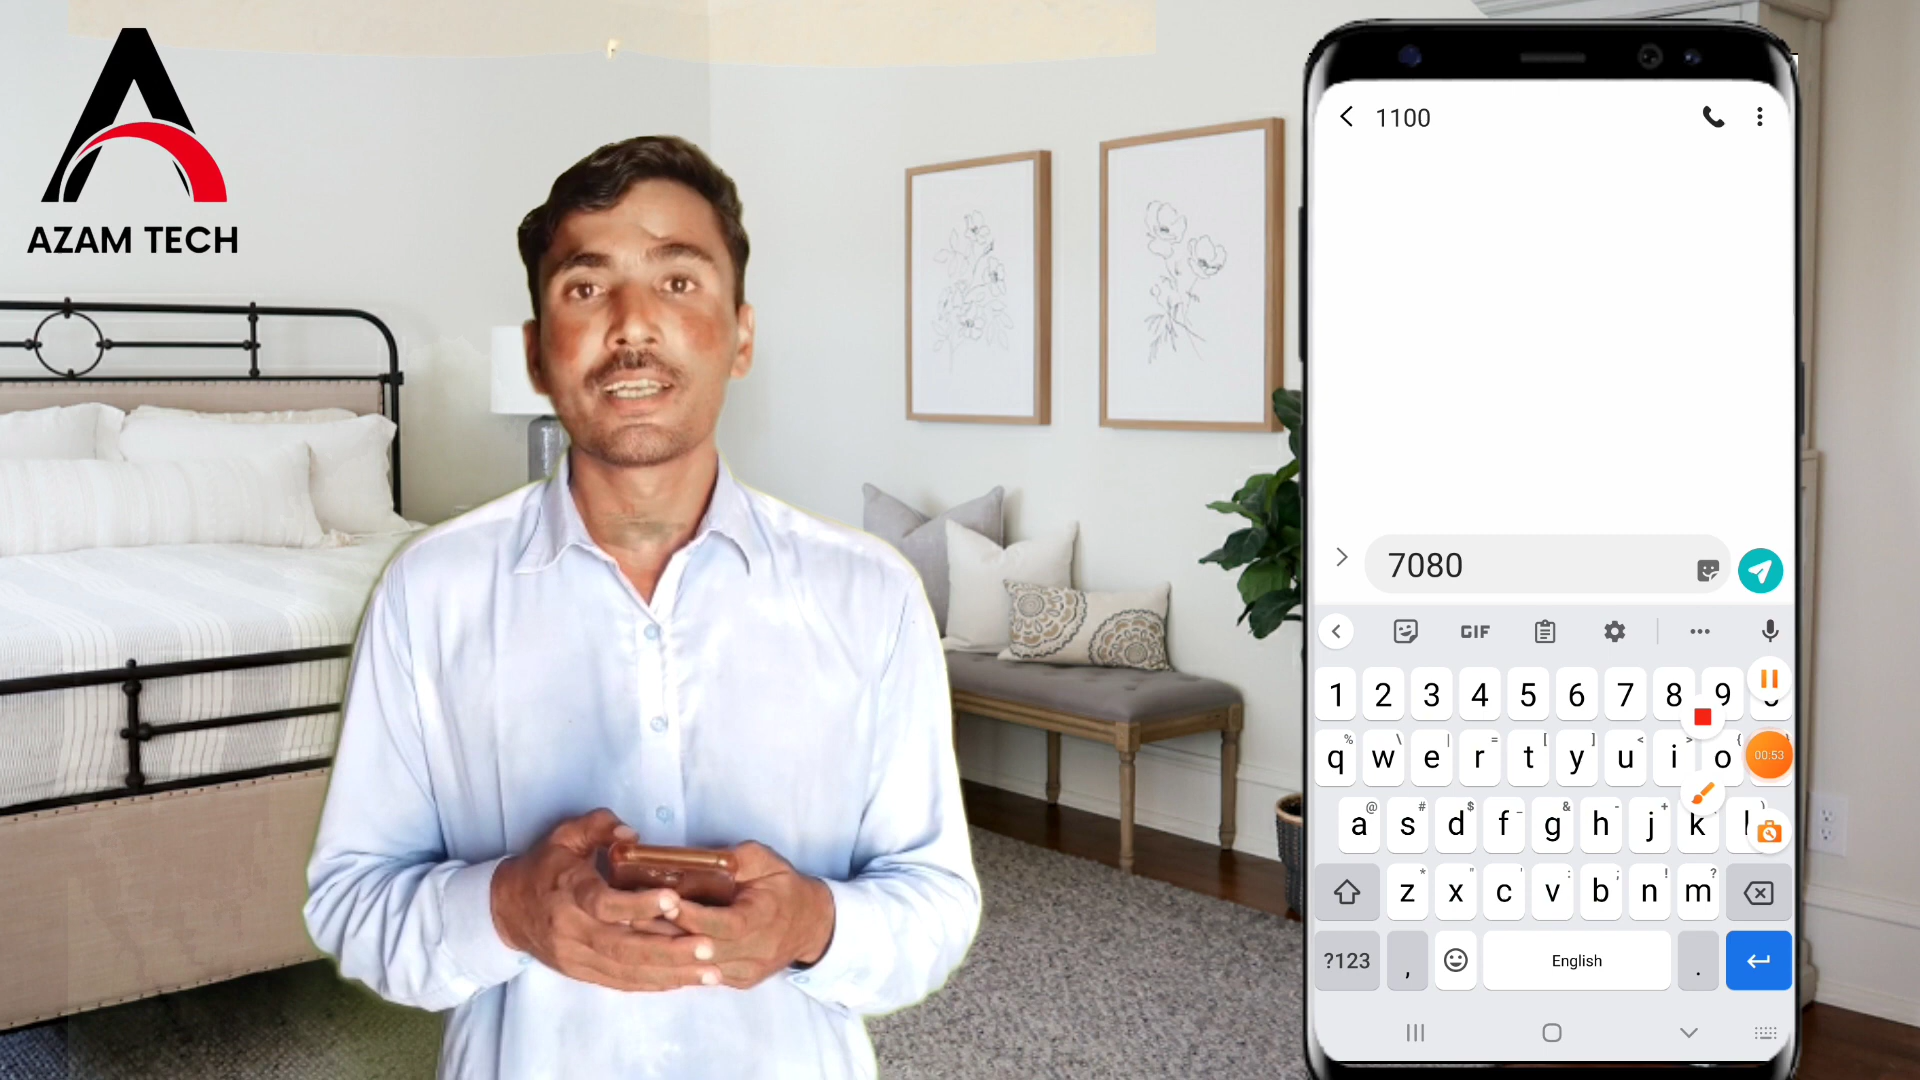 AZAM TECH
1100
7080
GIF
1 2 3 4 5 6 7 8 9
00:53
q w e r t y u i o
a s d f g h j k l
z x c v b n m
?123 , English .